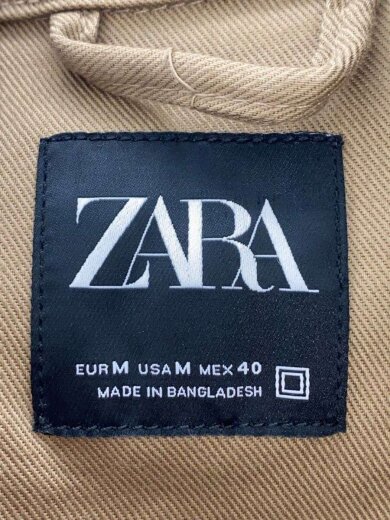 ZARA
EUR M USA M MEX 40
MADE IN BANGLADESH